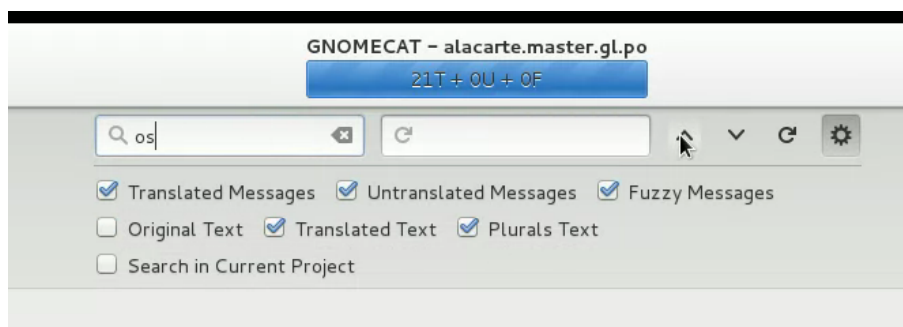 GNOMECAT - alacarte.master.gl.po
21T + 0U + 0F
os
Translated Messages Untranslated Messages Fuzzy Messages
Original Text Translated Text Plurals Text
Search in Current Project